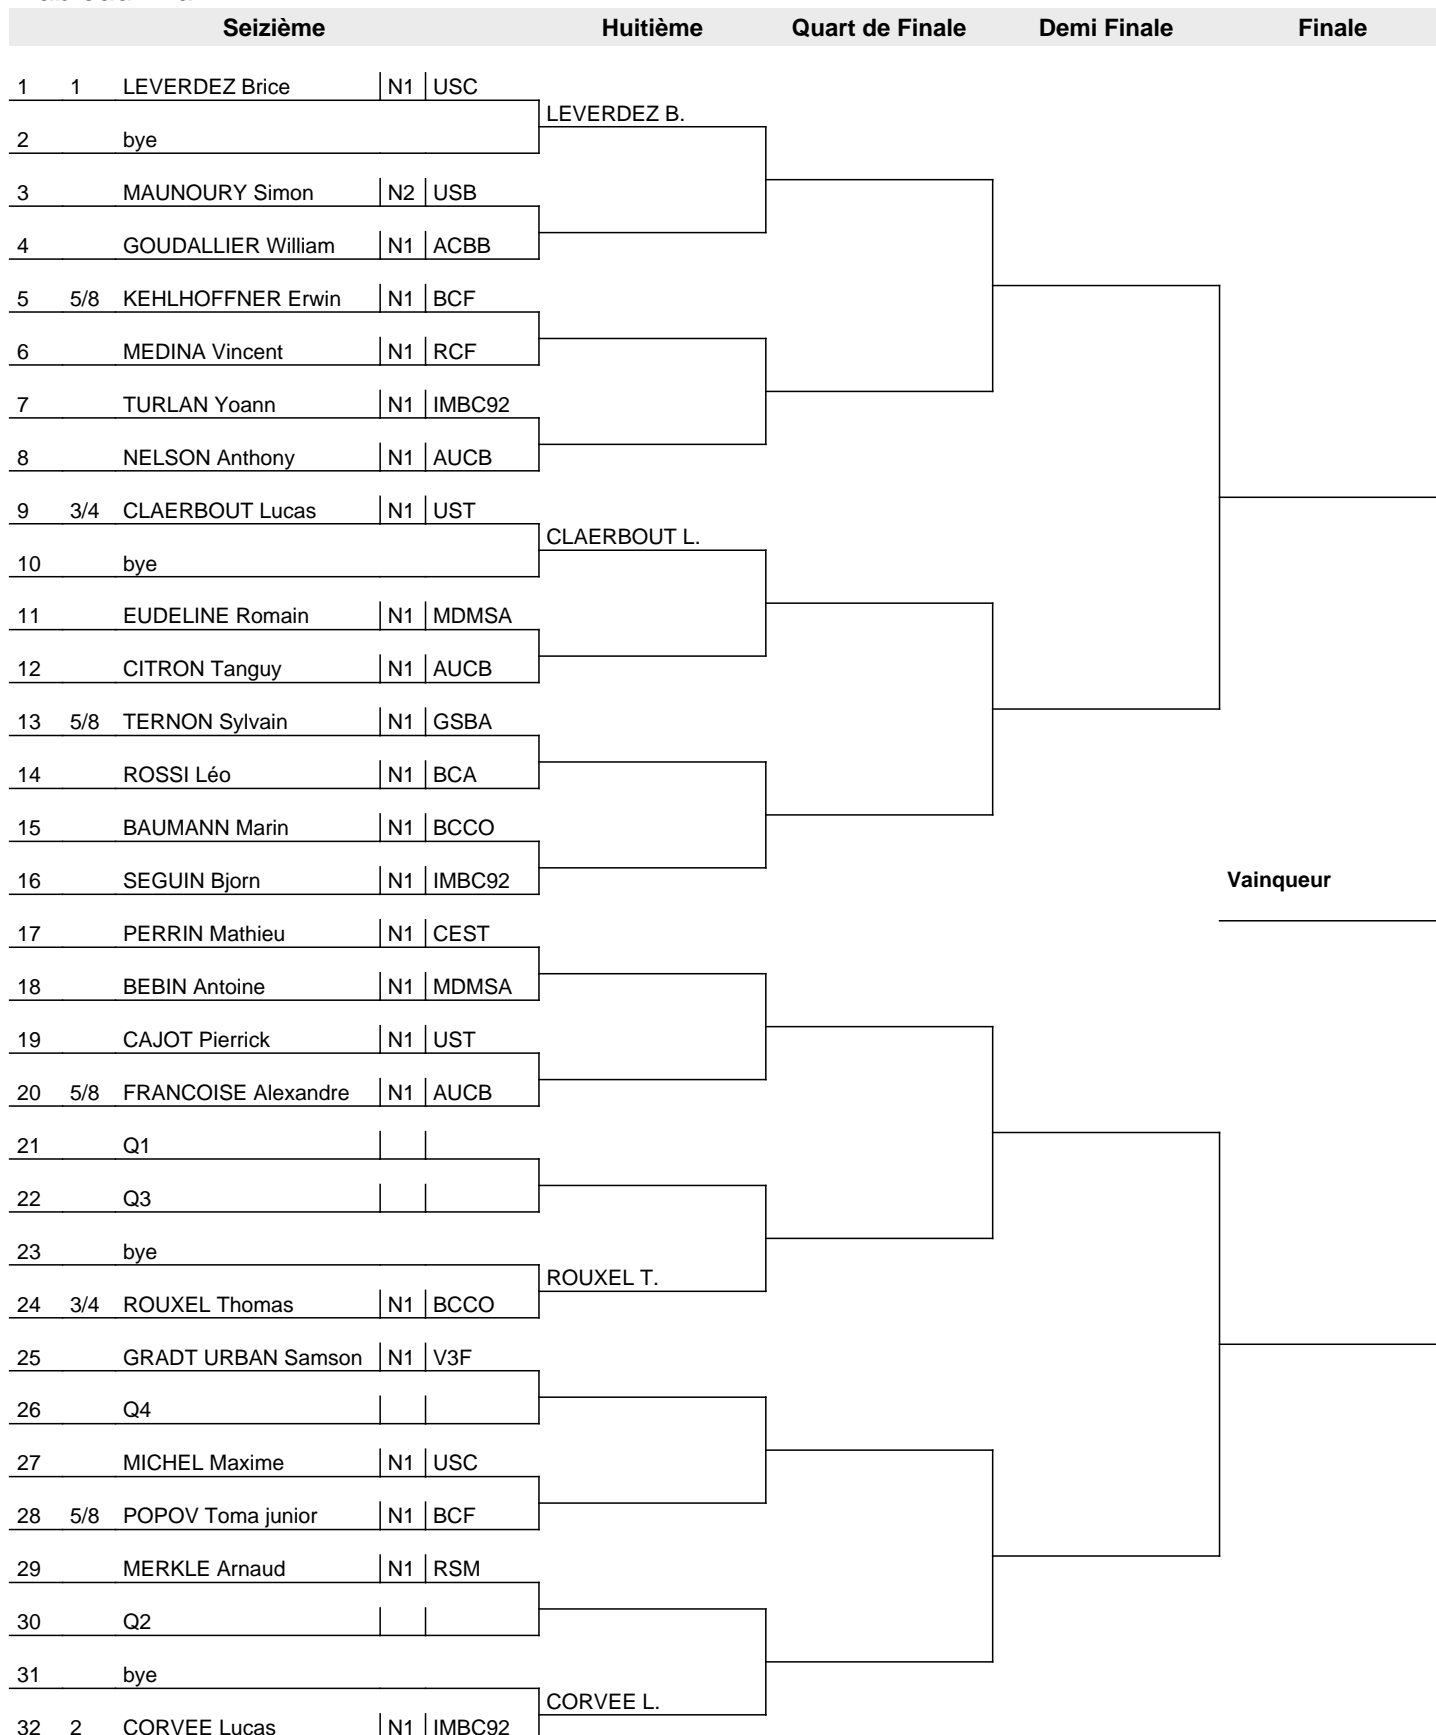 Seizième Huitième Quart de Finale Demi Finale Finale
1 1 LEVERDEZ Brice N1 USC
LEVERDEZ B.
2 bye
3 MAUNOURY Simon N2 USB
4 GOUDALLIER William N1 ACBB
5 5/8 KEHLHOFFNER Erwin N1 BCF
6 MEDINA Vincent N1 RCF
7 TURLAN Yoann N1 IMBC92
8 NELSON Anthony N1 AUCB
9 3/4 CLAERBOUT Lucas N1 UST
CLAERBOUT L.
10 bye
11 EUDELINE Romain N1 MDMSA
12 CITRON Tanguy N1 AUCB
13 5/8 TERNON Sylvain N1 GSBA
14 ROSSI Léo N1 BCA
15 BAUMANN Marin N1 BCCO
16 SEGUIN Bjorn N1 IMBC92
Vainqueur
17 PERRIN Mathieu N1 CEST
18 BEBIN Antoine N1 MDMSA
19 CAJOT Pierrick N1 UST
20 5/8 FRANCOISE Alexandre N1 AUCB
21 Q1
22 Q3
23 bye
ROUXEL T.
24 3/4 ROUXEL Thomas N1 BCCO
25 GRADT URBAN Samson N1 V3F
26 Q4
27 MICHEL Maxime N1 USC
28 5/8 POPOV Toma junior N1 BCF
29 MERKLE Arnaud N1 RSM
30 Q2
31 bye
CORVEE L.
32 2 CORVEE Lucas N1 IMBC92